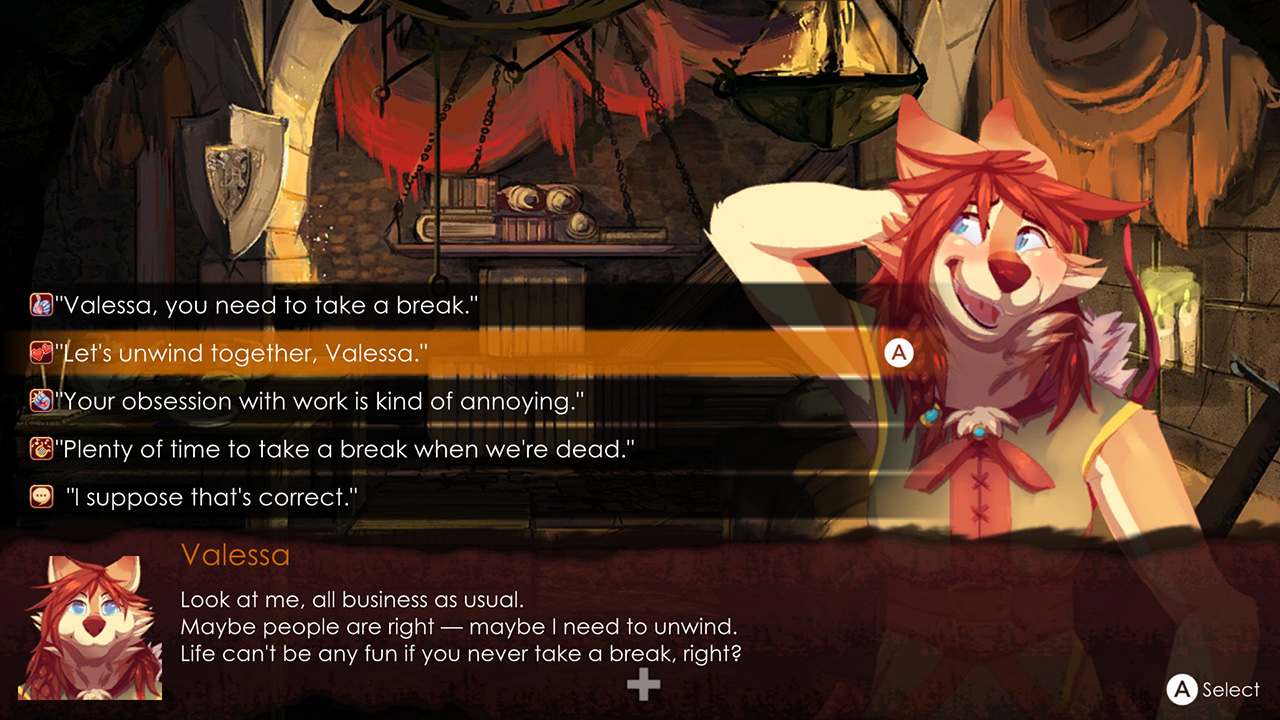 "Valessa, you need to take a break."
"Let's unwind together, Valessa."
A
"Your obsession with work is kind of annoying."
"Plenty of time to take a break when we're dead."
"I suppose that's correct."
Valessa
Look at me, all business as usual.
Maybe people are right — maybe I need to unwind.
Life can't be any fun if you never take a break, right?
A Select